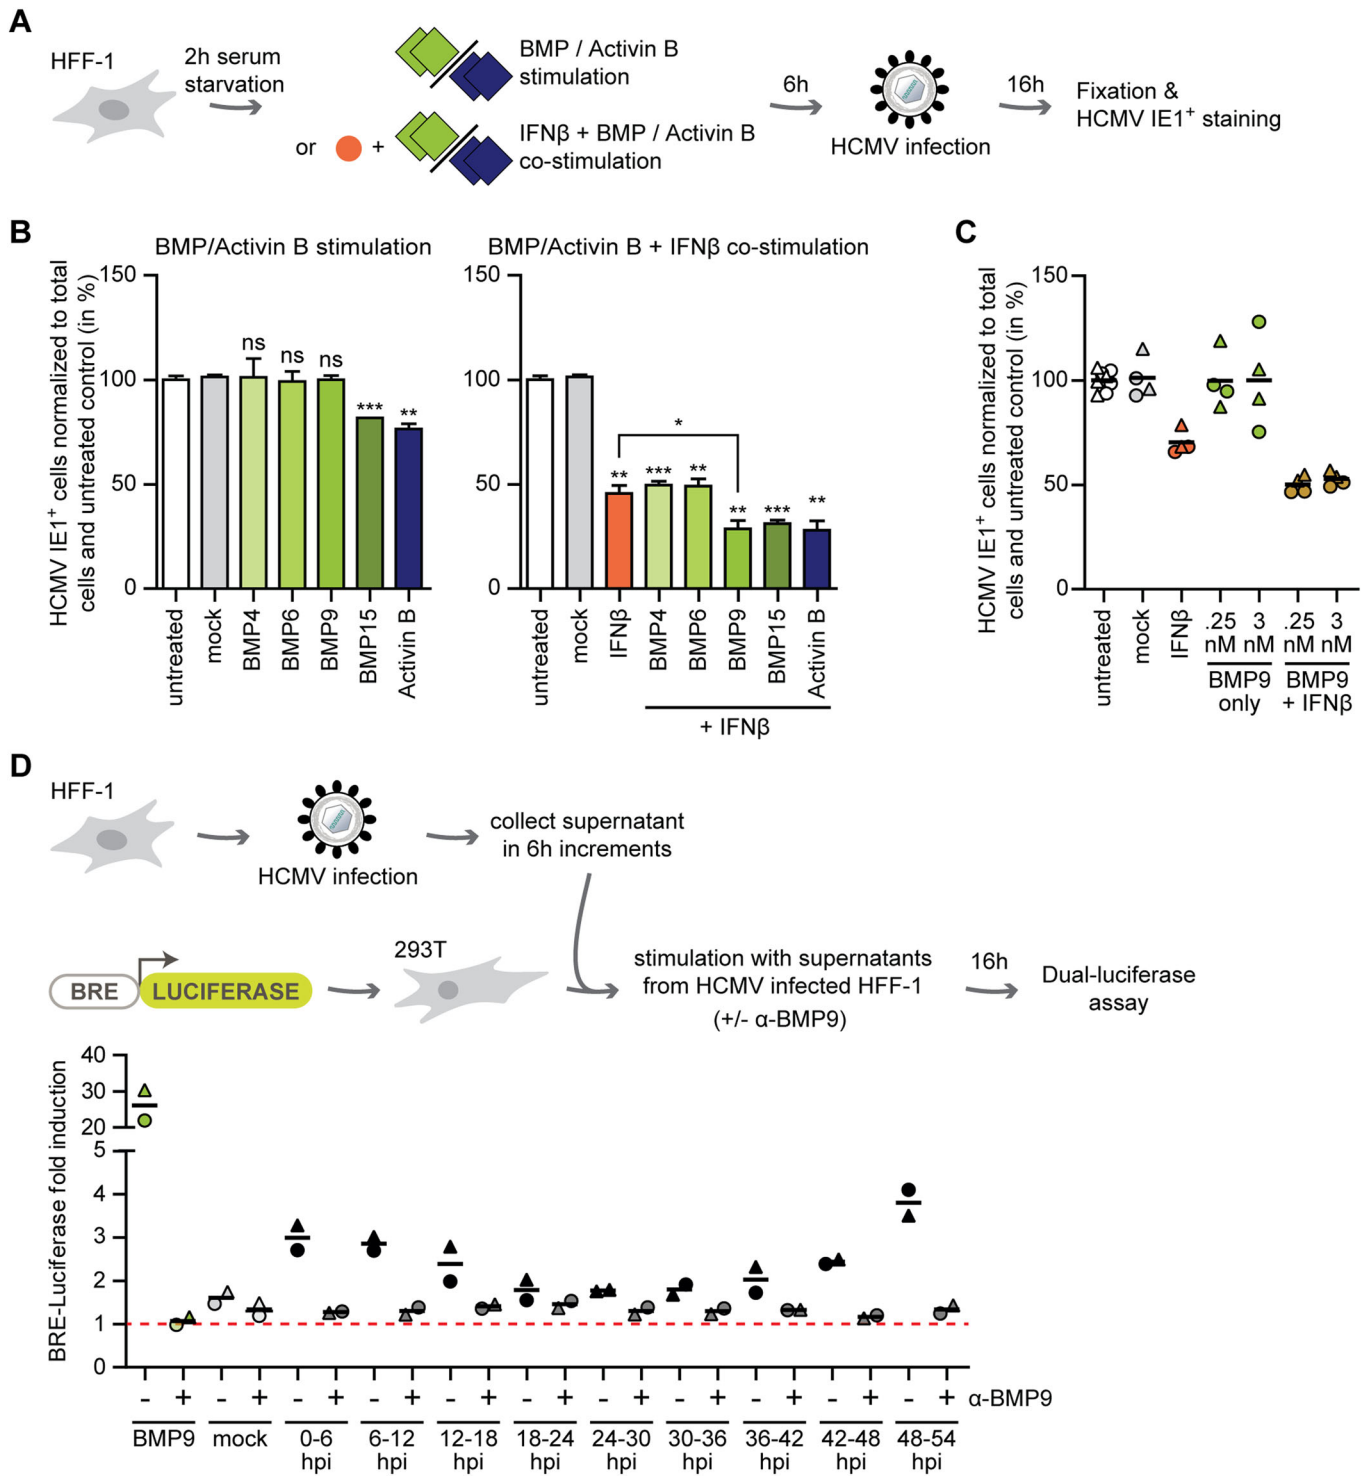 A
HFF-1
2h serum
starvation
BMP / Activin B
stimulation
or
+
IFNβ + BMP / Activin B
co-stimulation
6h
HCMV infection
16h
Fixation &
HCMV IE1+ staining
B
BMP/Activin B stimulation
HCMV IE1+ cells normalized to total
cells and untreated control (in %)
150
100
50
0
ns
ns
ns
***
**
untreated
mock
BMP4
BMP6
BMP9
BMP15
Activin B
BMP/Activin B + IFNβ co-stimulation
150
100
50
0
*
**
***
**
**
***
**
untreated
mock
IFNβ
BMP4
BMP6
BMP9
BMP15
Activin B
+ IFNβ
C
HCMV IE1+ cells normalized to total
cells and untreated control (in %)
150
100
50
0
untreated
mock
IFNβ
.25 3 .25 3
nM nM nM nM
BMP9
only
BMP9
+ IFNβ
D
HFF-1
HCMV infection
collect supernatant
in 6h increments
BRE
LUCIFERASE
293T
stimulation with supernatants
from HCMV infected HFF-1
(+/- α-BMP9)
16h
Dual-luciferase
assay
BRE-Luciferase fold induction
40
30
20
5
4
3
2
1
0
- + - + - + - + - + - + - + - + - + - + - + α-BMP9
BMP9
mock
0-6
hpi
6-12
hpi
12-18
hpi
18-24
hpi
24-30
hpi
30-36
hpi
36-42
hpi
42-48
hpi
48-54
hpi